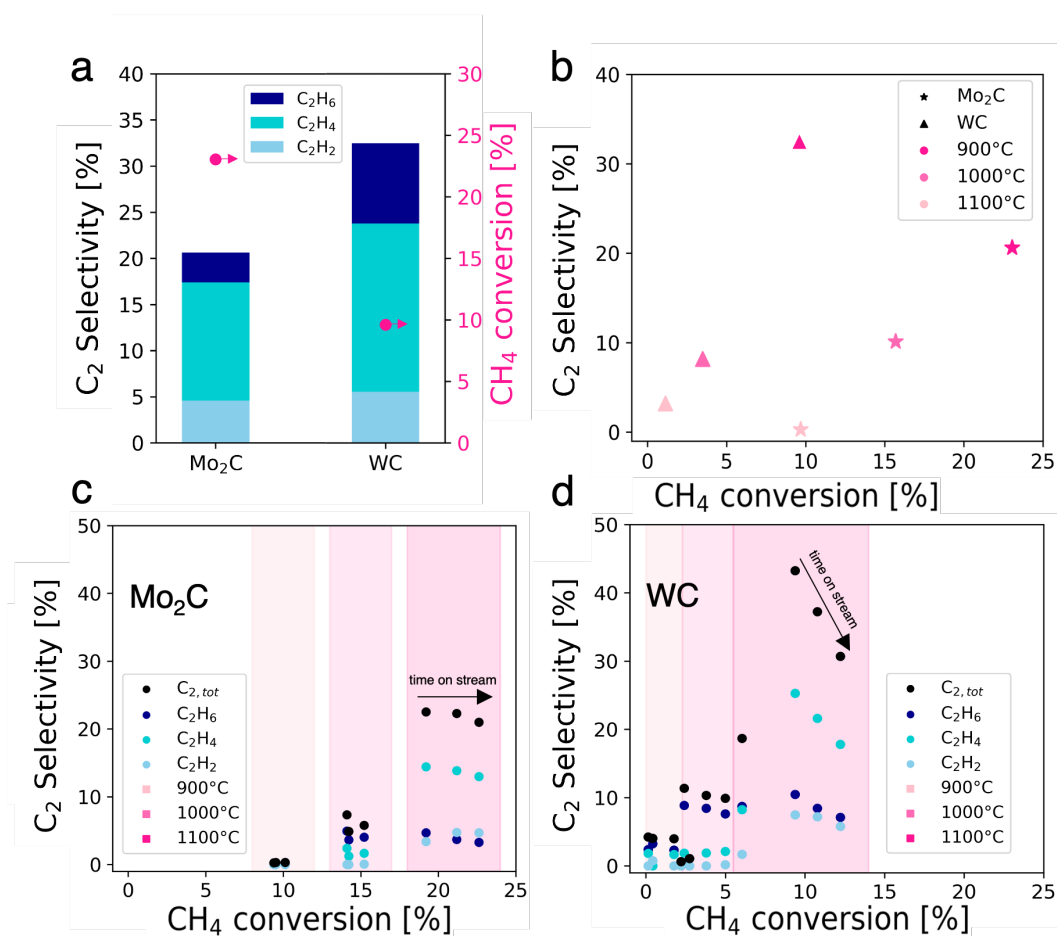 a
40
35
30
25
20
15
10
5
0
C₂ Selectivity [%]
C₂H₆
C₂H₄
C₂H₂
30
25
20
15
10
5
0
CH₄ conversion [%]
Mo₂C
WC
b
40
30
20
10
0
C₂ Selectivity [%]
Mo₂C
WC
900°C
1000°C
1100°C
0 5 10 15 20 25
CH₄ conversion [%]
c
50
40
30
20
10
0
C₂ Selectivity [%]
Mo₂C
time on stream
C₂,tot
C₂H₆
C₂H₄
C₂H₂
900°C
1000°C
1100°C
0 5 10 15 20 25
CH₄ conversion [%]
d
50
40
30
20
10
0
C₂ Selectivity [%]
WC
time on stream
C₂,tot
C₂H₆
C₂H₄
C₂H₂
900°C
1000°C
1100°C
0 5 10 15 20 25
CH₄ conversion [%]